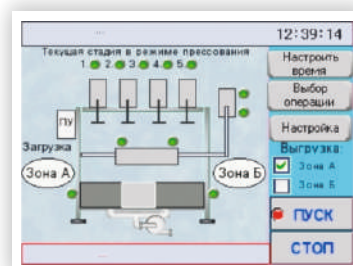 ...
12:39:14
Текущая стадия в режиме прессования
1. 2. 3. 4. 5.
Настроить
время
Выбор
операции
ПУ
Настройка
Загрузка
Выгрузка:
Зона А
Зона Б
Зона А
Зона Б
ПУСК
СТОП
...